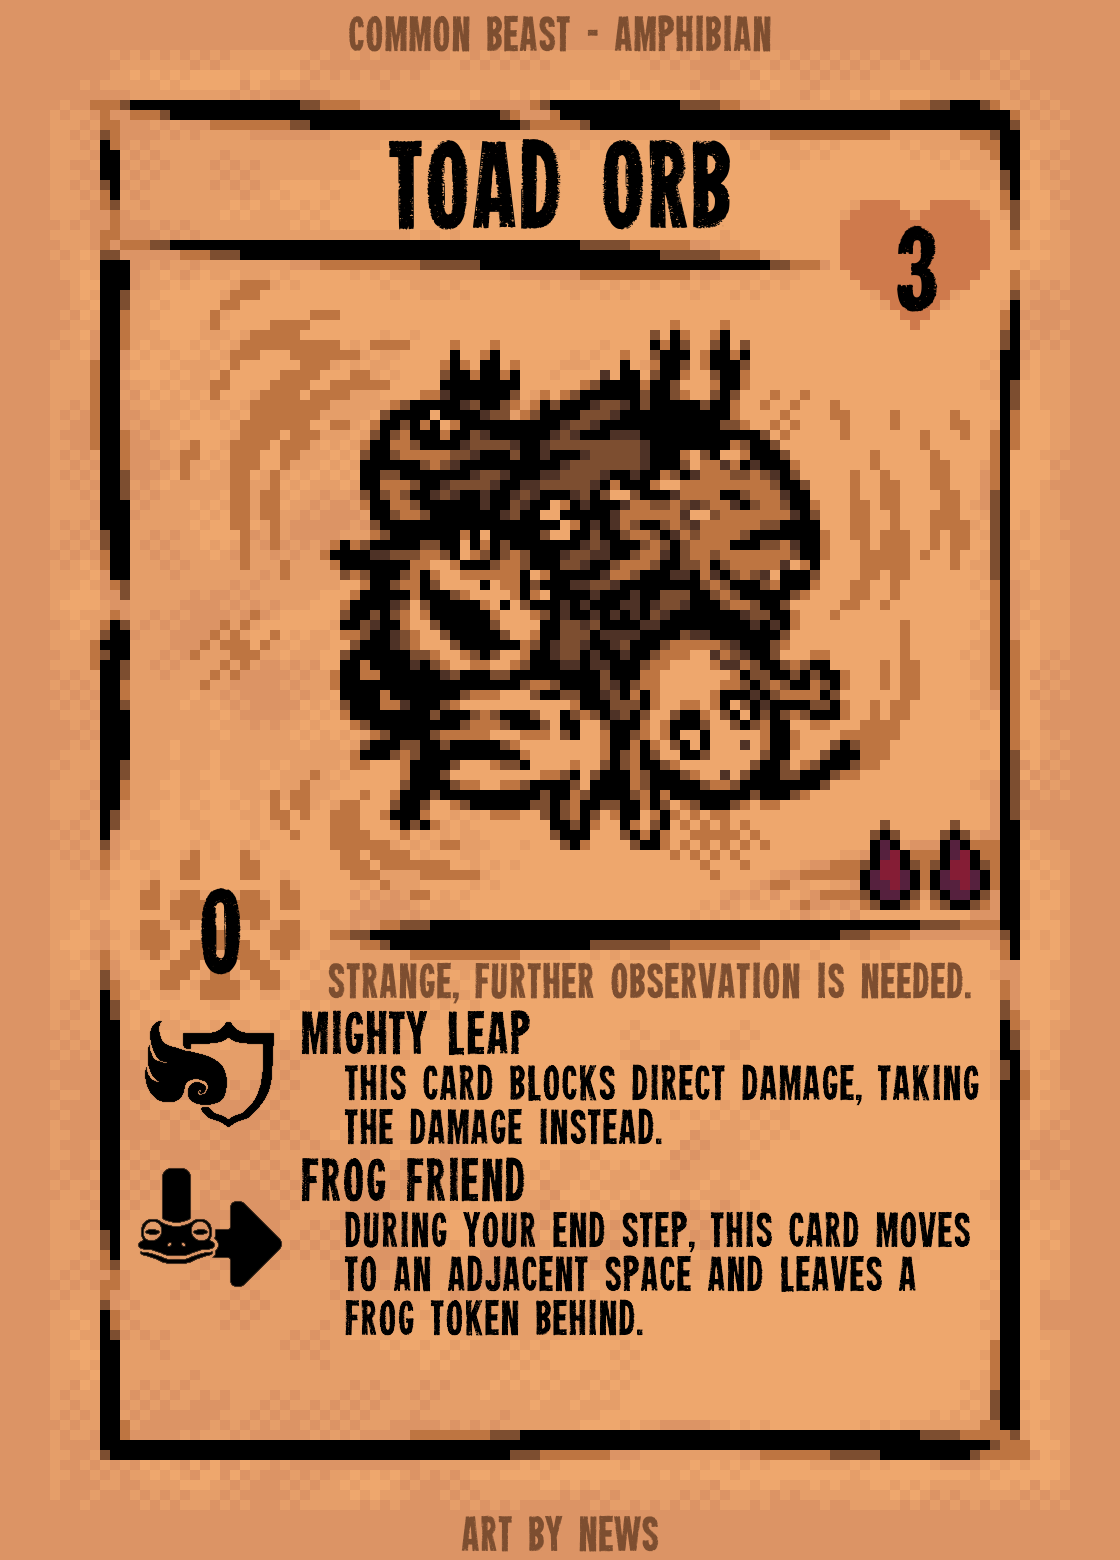 COMMON BEAST - AMPHIBIAN
TOAD ORB
3
0
STRANGE, FURTHER OBSERVATION IS NEEDED.
MIGHTY LEAP
THIS CARD BLOCKS DIRECT DAMAGE, TAKING
THE DAMAGE INSTEAD.
FROG FRIEND
DURING YOUR END STEP, THIS CARD MOVES
TO AN ADJACENT SPACE AND LEAVES A
FROG TOKEN BEHIND.
ART BY NEWS